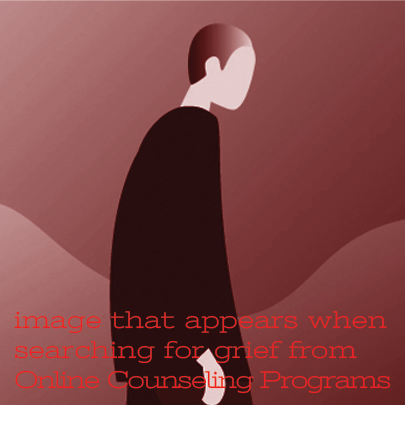 image that appears when
searching for grief from
Online Counseling Programs